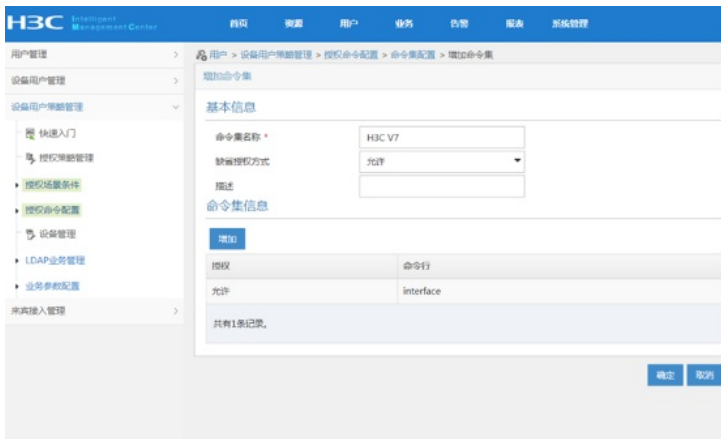 H3C Intelligent Management Center
首页 资源 用户 业务 告警 报表 系统管理
用户管理
设备用户管理
设备用户策略管理
快速入门
授权策略管理
授权场景条件
授权命令配置
设备管理
LDAP业务管理
业务参数配置
来宾接入管理
用户 > 设备用户策略管理 > 授权命令配置 > 命令集配置 > 增加命令集
增加命令集
基本信息
命令集名称 * H3C V7
缺省授权方式 允许
描述
命令集信息
增加
授权 命令行
允许 interface
共有1条记录。
确定 取消